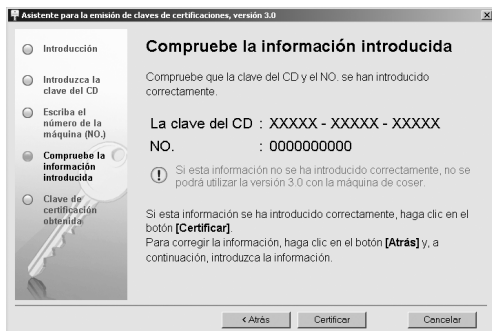 Asistente para la emisión de claves de certificaciones, versión 3.0
Introducción
Introduzca la
clave del CD
Escriba el
número de la
máquina (NO.)
Compruebe la
información
introducida
Clave de
certificación
obtenida
Compruebe la información introducida
Compruebe que la clave del CD y el NO. se han introducido
correctamente.
La clave del CD : XXXXX - XXXXX - XXXXX
NO. : 0000000000
Si esta información no se ha introducido correctamente, no se
podrá utilizar la versión 3.0 con la máquina de coser.
Si esta información se ha introducido correctamente, haga clic en el
botón [Certificar].
Para corregir la información, haga clic en el botón [Atrás] y, a
continuación, introduzca la información.
< Atrás Certificar Cancelar